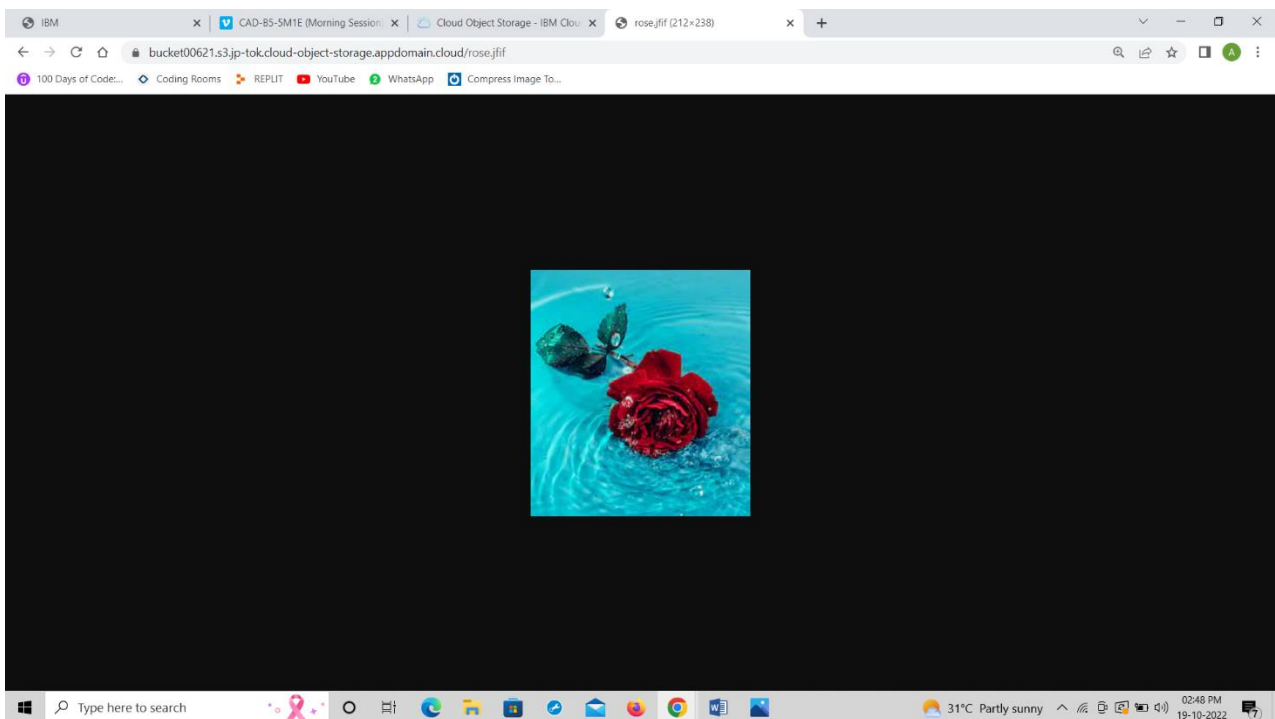 IBM
CAD-B5-5M1E (Morning Session)
Cloud Object Storage - IBM Clou
rose.jfif (212×238)
bucket00621.s3.jp-tok.cloud-object-storage.appdomain.cloud/rose.jfif
A
100 Days of Code:...
Coding Rooms
REPLIT
YouTube
2
WhatsApp
Compress Image To...
Type here to search
31°C Partly sunny
02:48 PM
19-10-2022
7